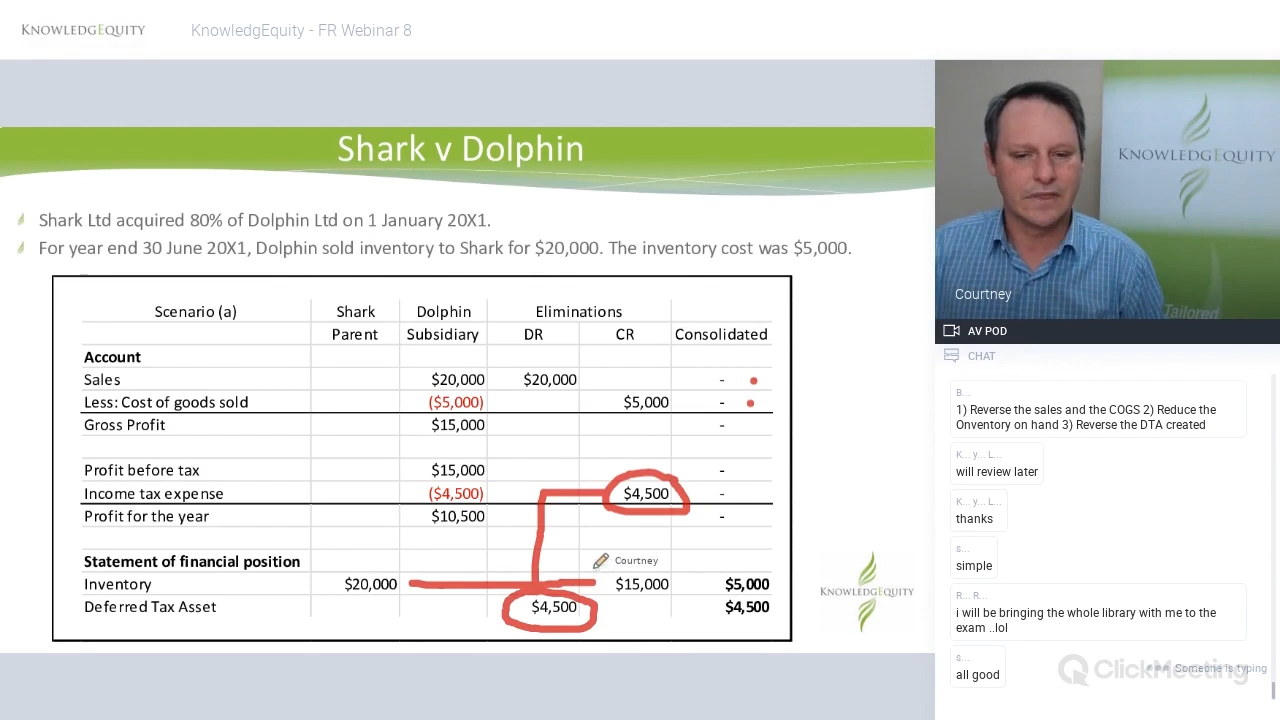 KNOWLEDGEQUITY KnowledgEquity - FR Webinar 8
Shark v Dolphin
Shark Ltd acquired 80% of Dolphin Ltd on 1 January 20X1.
For year end 30 June 20X1, Dolphin sold inventory to Shark for $20,000. The inventory cost was $5,000.
Scenario (a) Shark Dolphin Eliminations
Parent Subsidiary DR CR Consolidated
Account
Sales $20,000 $20,000 -
Less: Cost of goods sold ($5,000) $5,000 -
Gross Profit $15,000 -
Profit before tax $15,000 -
Income tax expense ($4,500) $4,500 -
Profit for the year $10,500 -
Statement of financial position
Courtney
Inventory $20,000 $15,000 $5,000
Deferred Tax Asset $4,500 $4,500
KNOWLEDGEQUITY
KNOWLEDGEQUITY
Tailored
Courtney
AV POD
CHAT
B...
1) Reverse the sales and the COGS 2) Reduce the
Onventory on hand 3) Reverse the DTA created
K... y... L...
will review later
K... y... L...
thanks
s...
simple
R... R...
i will be bringing the whole library with me to the
exam ..lol
s...
all good
ClickMeeting
Someone is typing